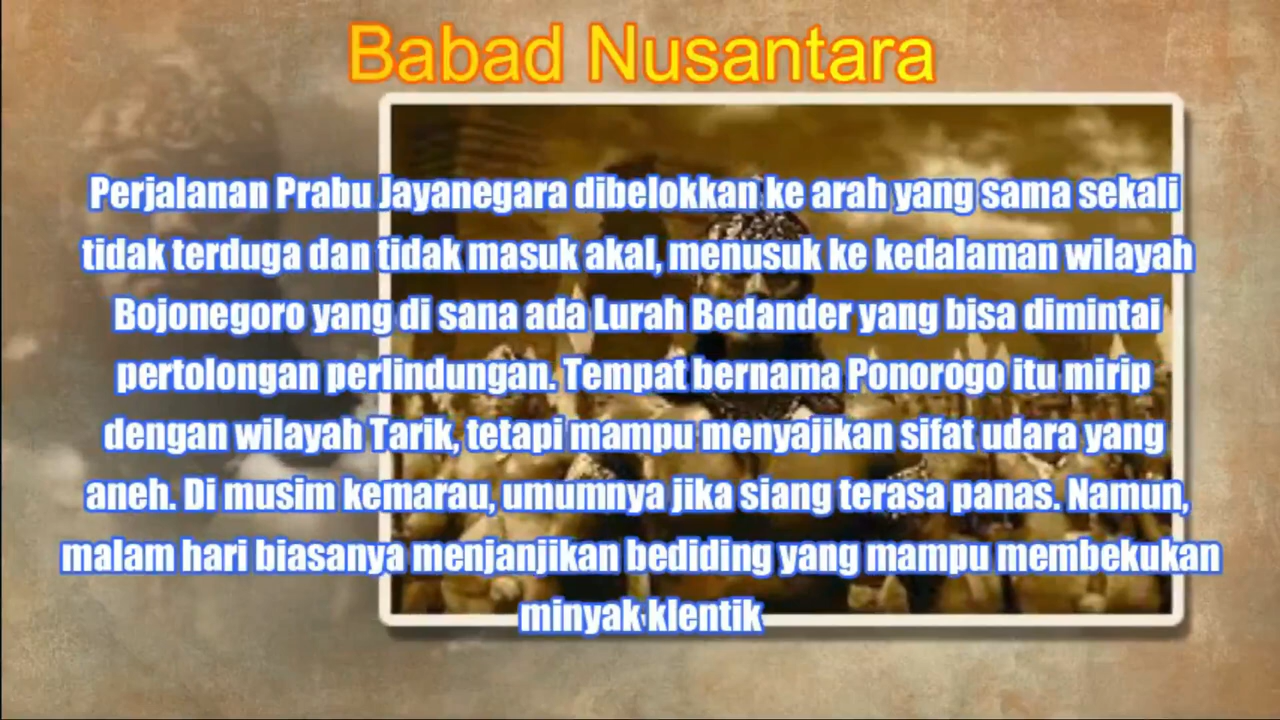 Babad Nusantara
Perjalanan Prabu Jayanegara dibelokkan ke arah yang sama sekali
tidak terduga dan tidak masuk akal, menusuk ke kedalaman wilayah
Bojonegoro yang di sana ada Lurah Bedander yang bisa dimintai
pertolongan perlindungan. Tempat bernama Ponorogo itu mirip
dengan wilayah Tarik, tetapi mampu menyajikan sifat udara yang
aneh. Di musim kemarau, umumnya jika siang terasa panas. Namun,
malam hari biasanya menjanjikan bediding yang mampu membekukan
minyak klentik